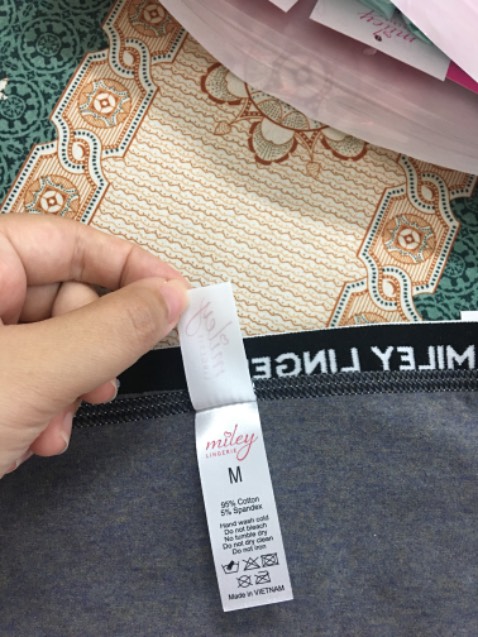 miley
MILEY LINGE
miley
LINGERIE
M
95% Cotton
5% Spandex
Hand wash cold
Do not bleach
No tumble dry
Do not dry clean
Do not iron
Made in VIETNAM